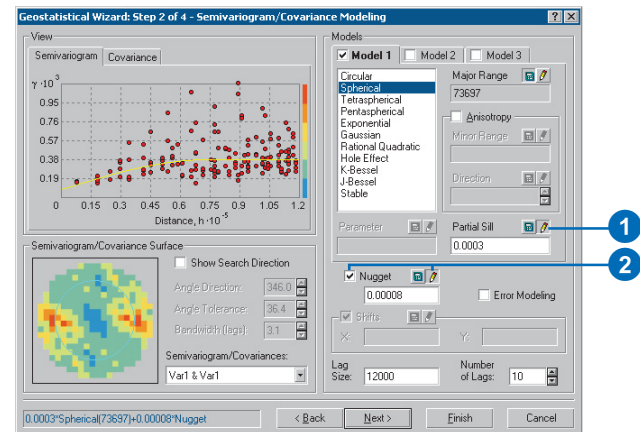 Geostatistical Wizard: Step 2 of 4 - Semivariogram/Covariance Modeling
View
Semivariogram
Covariance
γ·10³
0.95
0.76
0.57
0.38
0.19
0
0.15
0.3
0.45
0.6
0.75
0.9
1.05
1.2
Distance, h·10⁻⁵
Semivariogram/Covariance Surface
Show Search Direction
Angle Direction:
346.0
Angle Tolerance:
36.4
Bandwidth (lags):
3.1
Semivariogram/Covariances:
Var1 & Var1
Models
Model 1
Model 2
Model 3
Circular
Spherical
Tetraspherical
Pentaspherical
Exponential
Gaussian
Rational Quadratic
Hole Effect
K-Bessel
J-Bessel
Stable
Major Range
73697
Anisotropy
Minor Range
Direction
Parameter
Partial Sill
0.0003
1
2
Nugget
0.00008
Error Modeling
Shifts
X:
Y:
Lag Size:
12000
Number of Lags:
10
0.0003*Spherical(73697)+0.00008*Nugget
< Back
Next >
Finish
Cancel